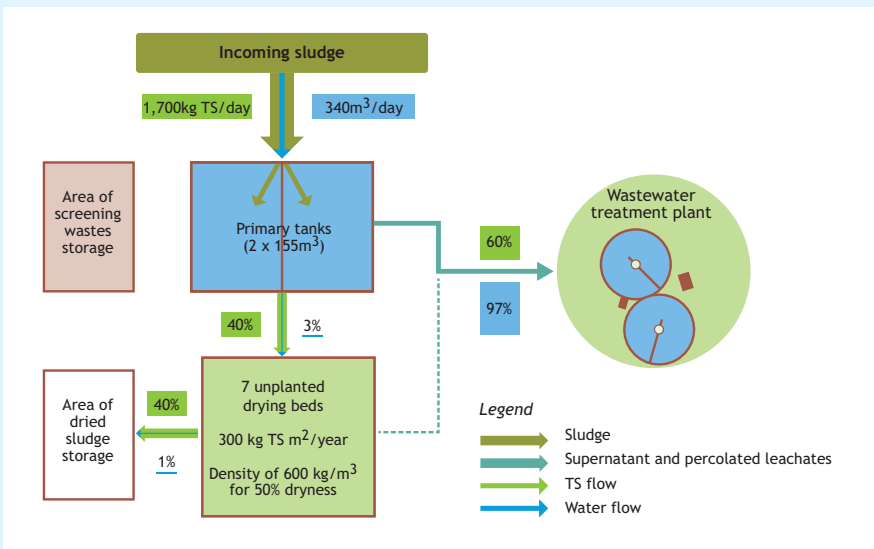 Incoming sludge
1,700kg TS/day
340m³/day
Area of
screening
wastes
storage
Primary tanks
(2 x 155m³)
Wastewater
treatment plant
60%
97%
40%
3%
Area of
dried
sludge
storage
40%
1%
7 unplanted
drying beds
300 kg TS m²/year
Density of 600 kg/m³
for 50% dryness
Legend
Sludge
Supernatant and percolated leachates
TS flow
Water flow